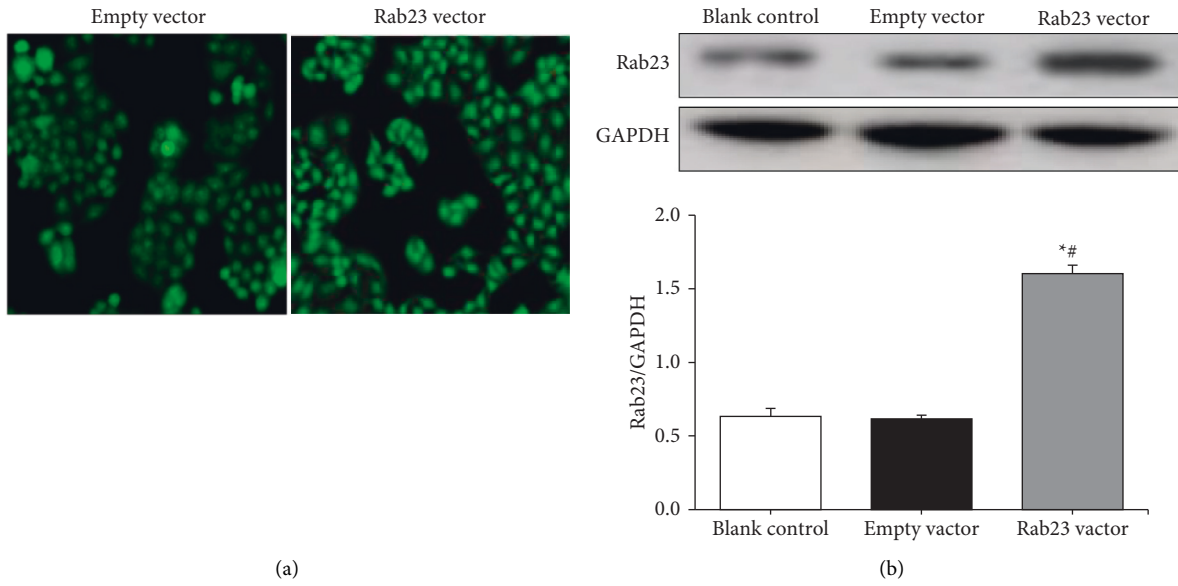 Empty vector
Rab23 vector
Blank control
Empty vector
Rab23 vector
Rab23
GAPDH
2.0
1.5
1.0
0.5
0.0
Rab23/GAPDH
*#
Blank control
Empty vactor
Rab23 vactor
(a)
(b)